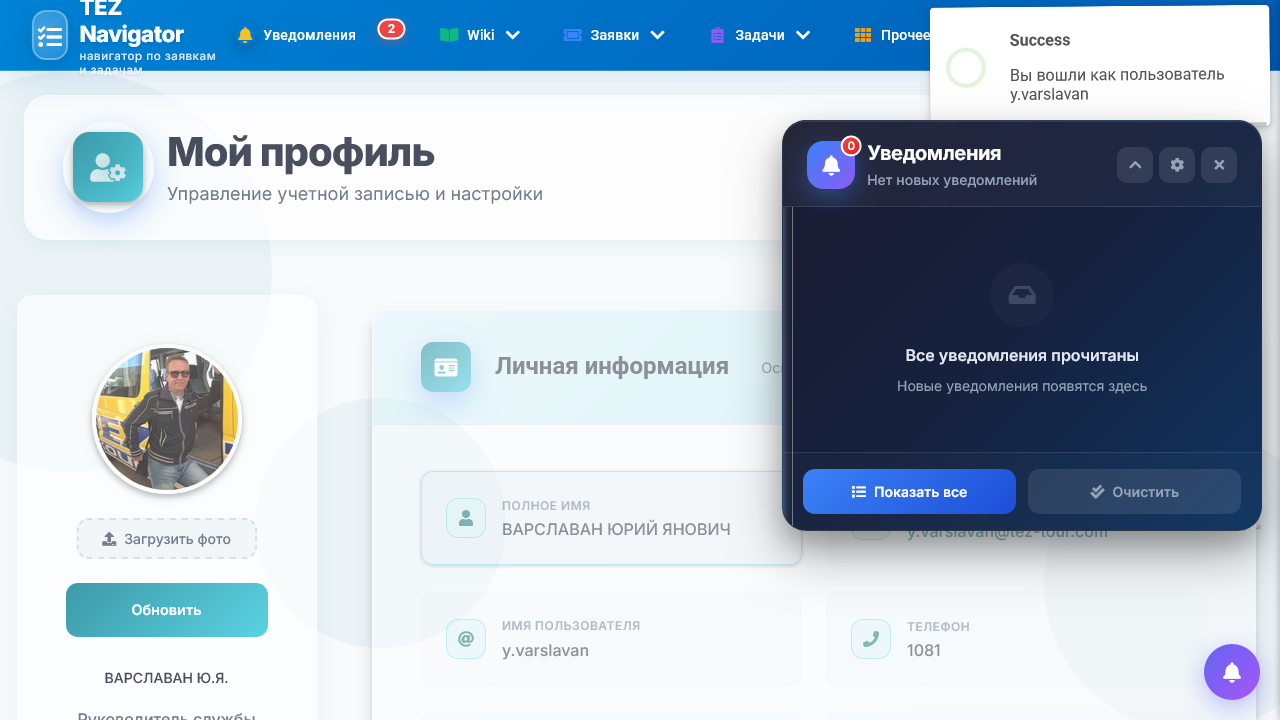 TEZ
Navigator
навигатор по заявкам
и задачам
Уведомления
2
Wiki
Заявки
Задачи
Прочее
Success
Вы вошли как пользователь
y.varslavan
Мой профиль
Управление учетной записью и настройки
0
Уведомления
Нет новых уведомлений
Все уведомления прочитаны
Новые уведомления появятся здесь
Показать все
Очистить
Личная информация
Загрузить фото
Обновить
ВАРСЛАВАН Ю.Я.
Руководитель службы
ПОЛНОЕ ИМЯ
ВАРСЛАВАН ЮРИЙ ЯНОВИЧ
y.varslavan@tez-tour.com
ИМЯ ПОЛЬЗОВАТЕЛЯ
y.varslavan
ТЕЛЕФОН
1081